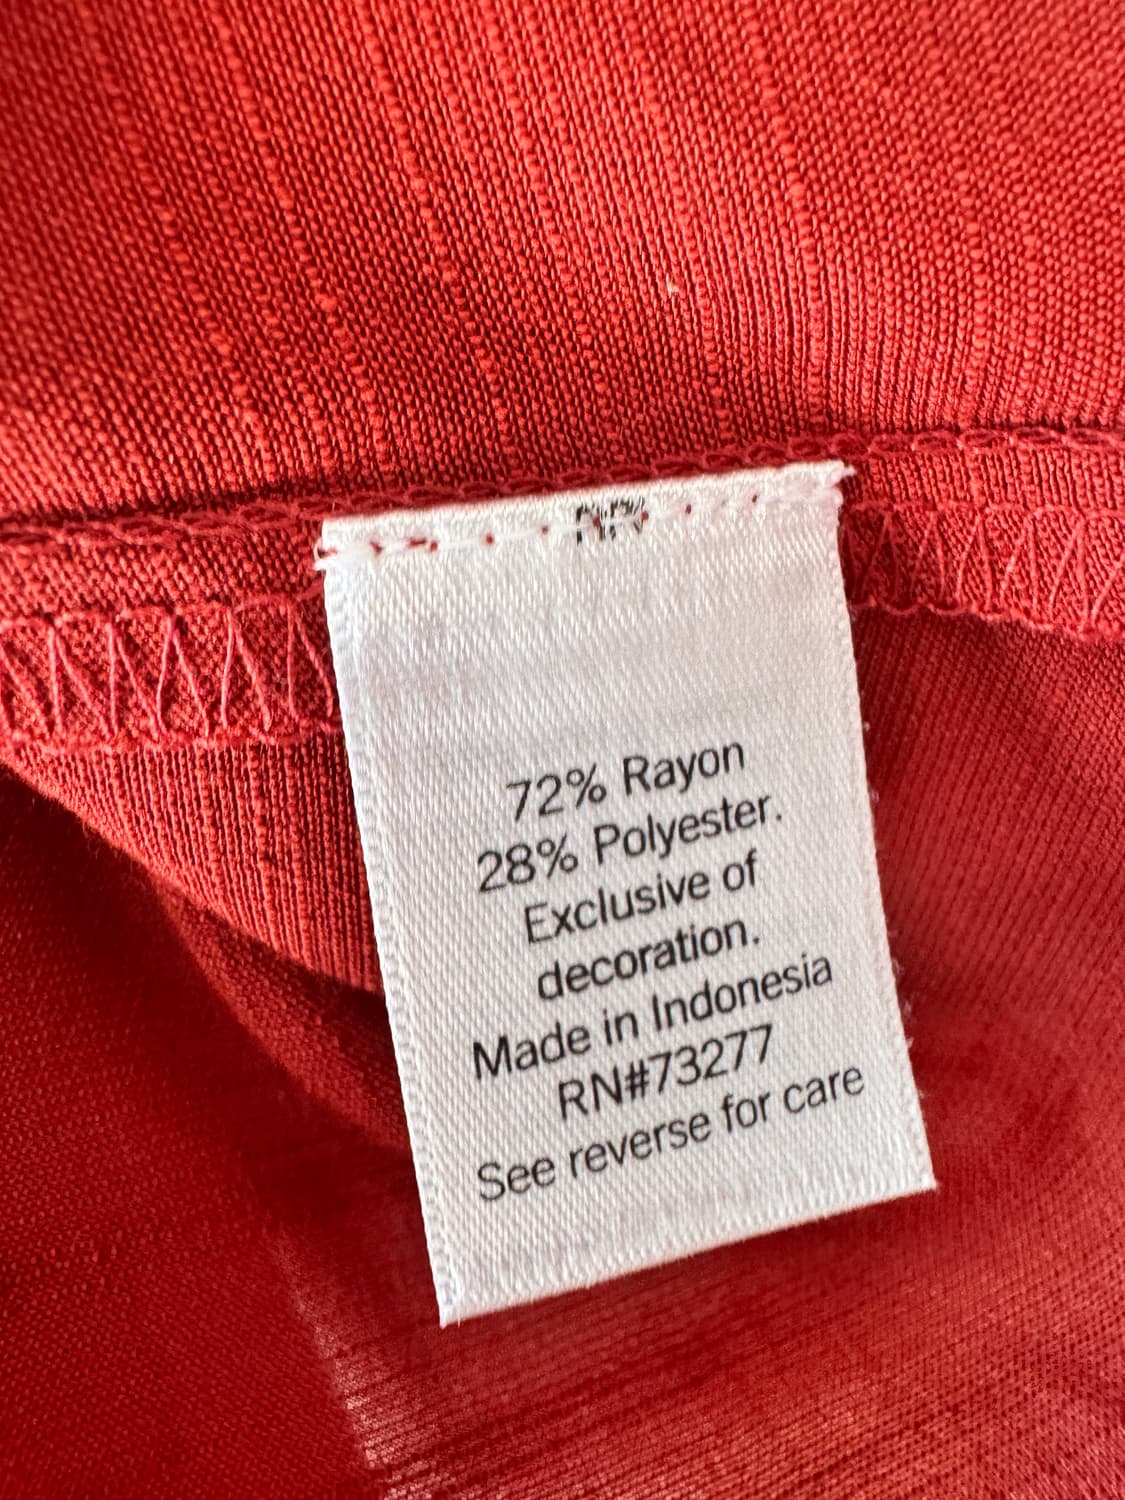 72% Rayon
28% Polyester.
Exclusive of
decoration.
Made in Indonesia
RN#73277
See reverse for care